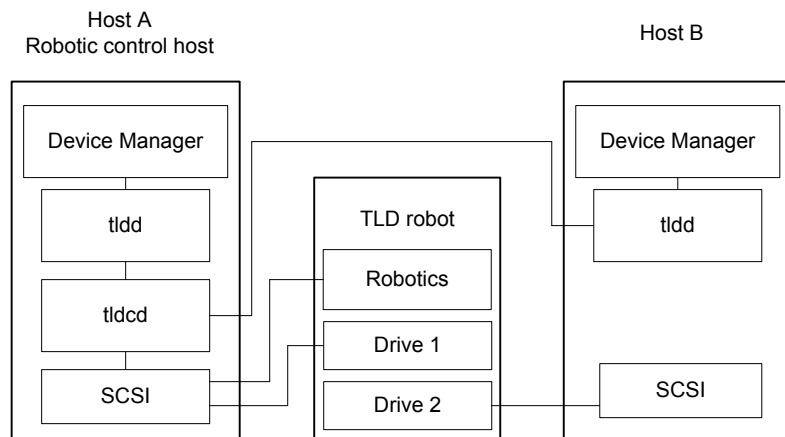 Host A
Robotic control host
Host B
Device Manager
tldd
tldcd
SCSI
TLD robot
Robotics
Drive 1
Drive 2
Device Manager
tldd
SCSI